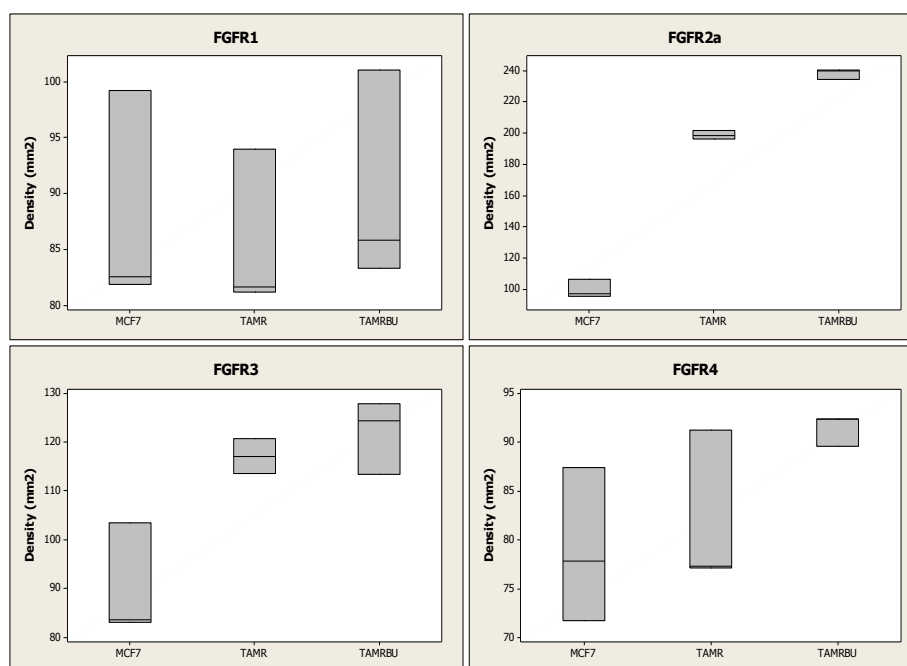 FGFR1
Density (mm2)
100
95
90
85
80
MCF7 TAMR TAMRBU
FGFR2a
Density (mm2)
240
220
200
180
160
140
120
100
MCF7 TAMR TAMRBU
FGFR3
Density (mm2)
130
120
110
100
90
80
MCF7 TAMR TAMRBU
FGFR4
Density (mm2)
95
90
85
80
75
70
MCF7 TAMR TAMRBU